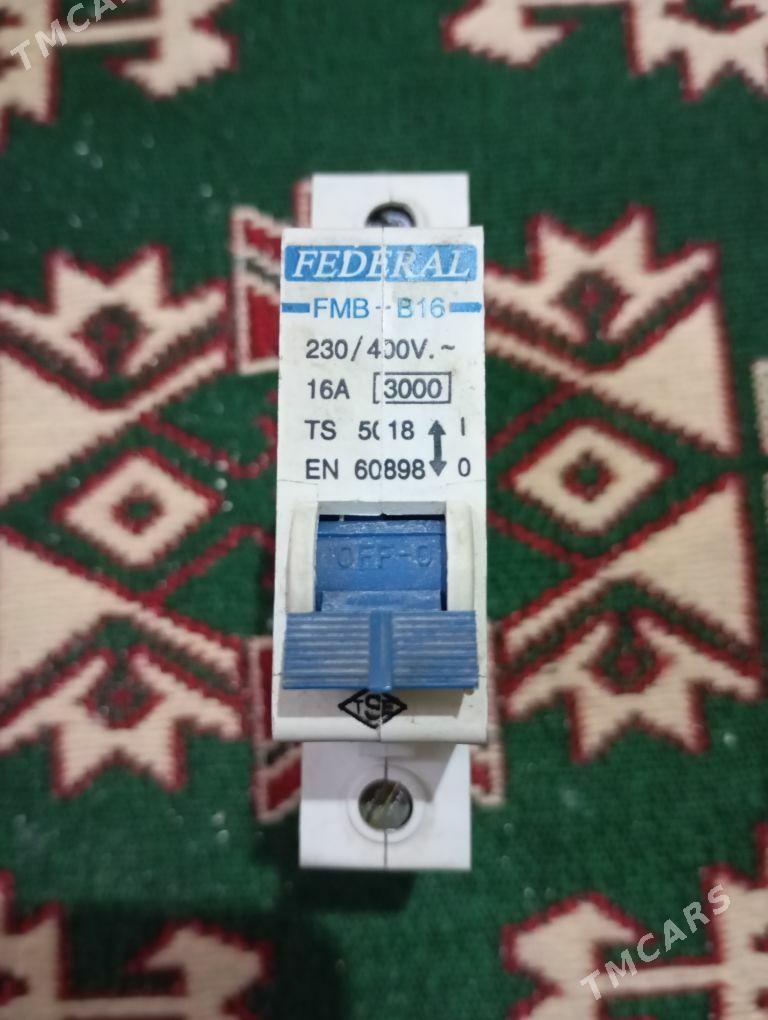 TMCARS
FEDERAL
FMB - B16
230/400V. ~
16A 3000
TS 5018 I
EN 60898 0
OFF-O
TSE
TMCARS